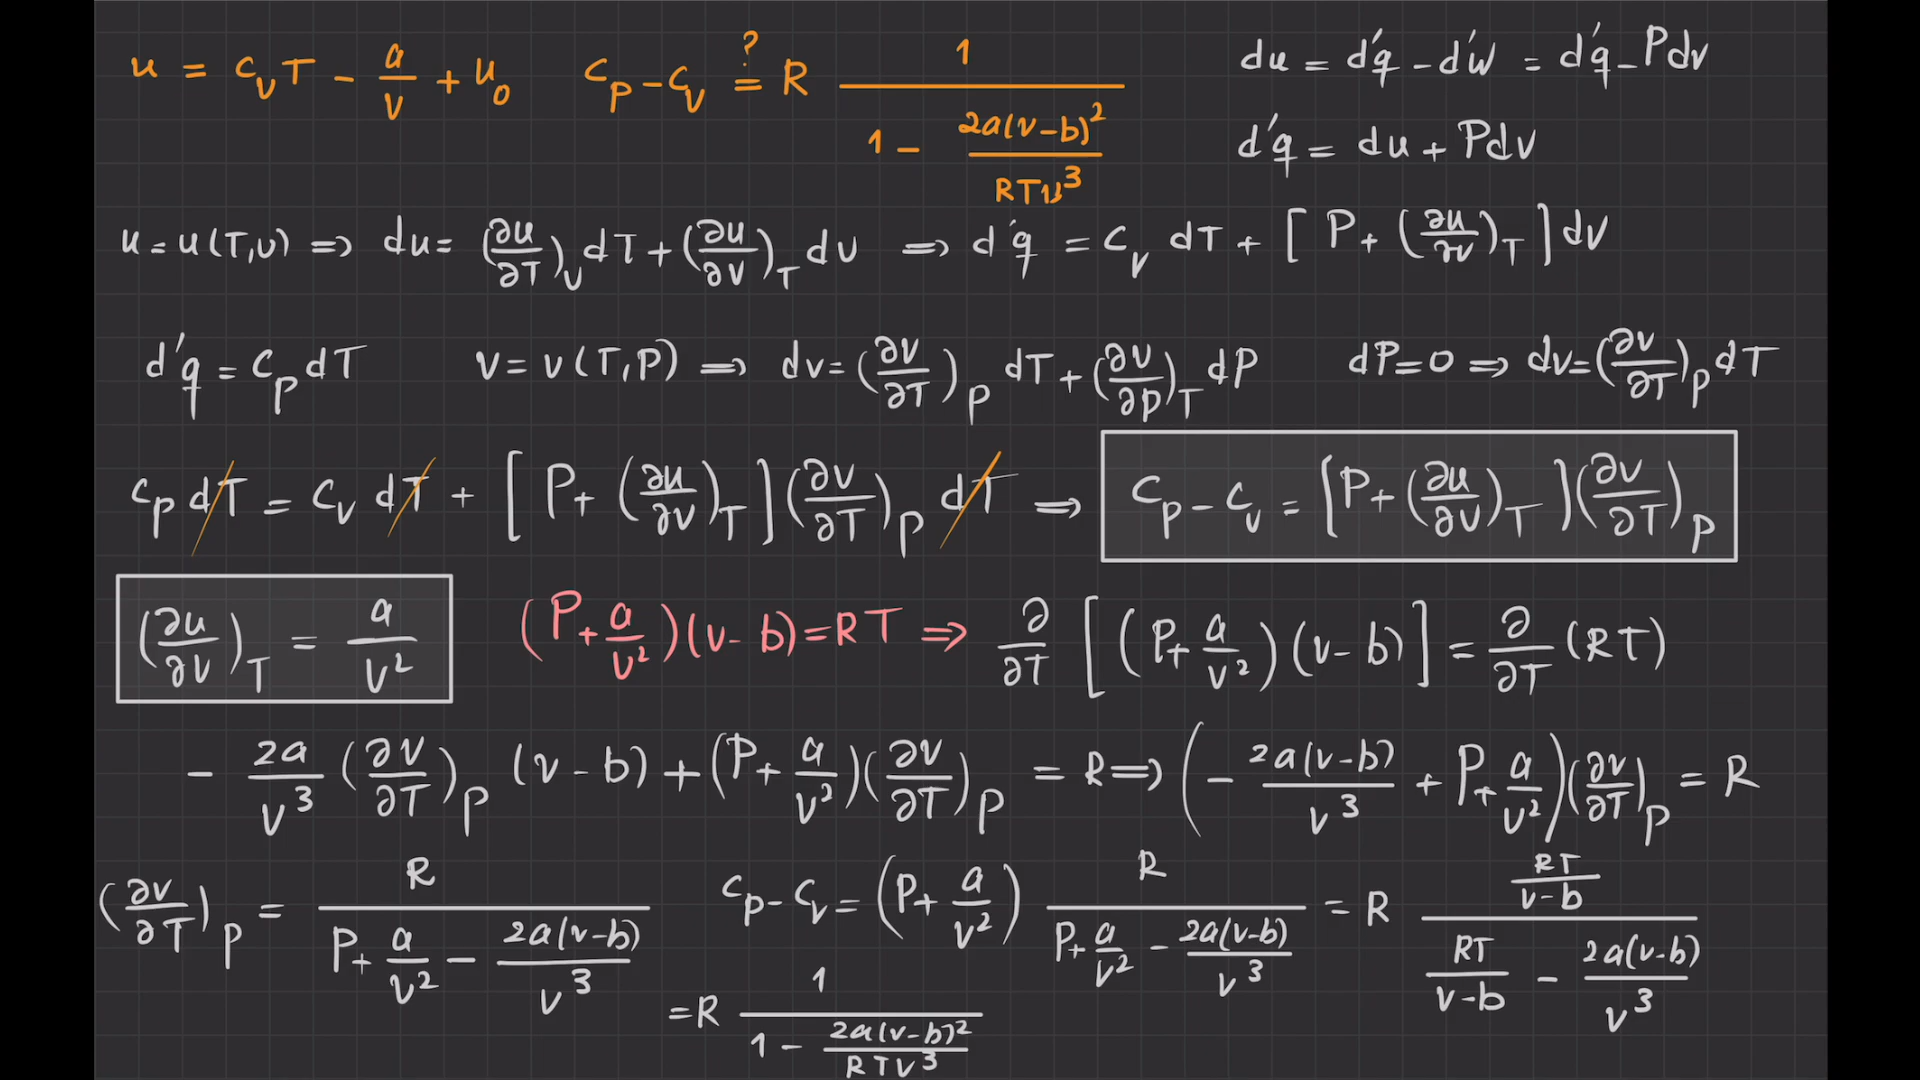 u = c_v T - a/v + u_0   c_P - c_v ?= R 1/(1 - 2a(v-b)²/(RTv³))   du = d'q - d'w = d'q - Pdv
d'q = du + Pdv
u = u(T,v) ⟹ du = (∂u/∂T)_v dT + (∂u/∂v)_T dv ⟹ d'q = c_v dT + [P + (∂u/∂v)_T] dv
d'q = c_P dT   v = v(T,P) ⟹ dv = (∂v/∂T)_P dT + (∂v/∂P)_T dP   dP=0 ⟹ dv = (∂v/∂T)_P dT
c_P dT = c_v dT + [P + (∂u/∂v)_T] (∂v/∂T)_P dT ⟹ c_P - c_v = [P + (∂u/∂v)_T] (∂v/∂T)_P
(∂u/∂v)_T = a/v²   (P + a/v²)(v-b) = RT ⟹ ∂/∂T [(P + a/v²)(v-b)] = ∂/∂T (RT)
- 2a/v³ (∂v/∂T)_P (v-b) + (P + a/v²)(∂v/∂T)_P = R ⟹ (- 2a(v-b)/v³ + P + a/v²)(∂v/∂T)_P = R
(∂v/∂T)_P = R/(P + a/v² - 2a(v-b)/v³)   c_P - c_v = (P + a/v²) R/(P + a/v² - 2a(v-b)/v³) = R (RT/(v-b))/(RT/(v-b) - 2a(v-b)/v³)
= R 1/(1 - 2a(v-b)²/(RTv³))